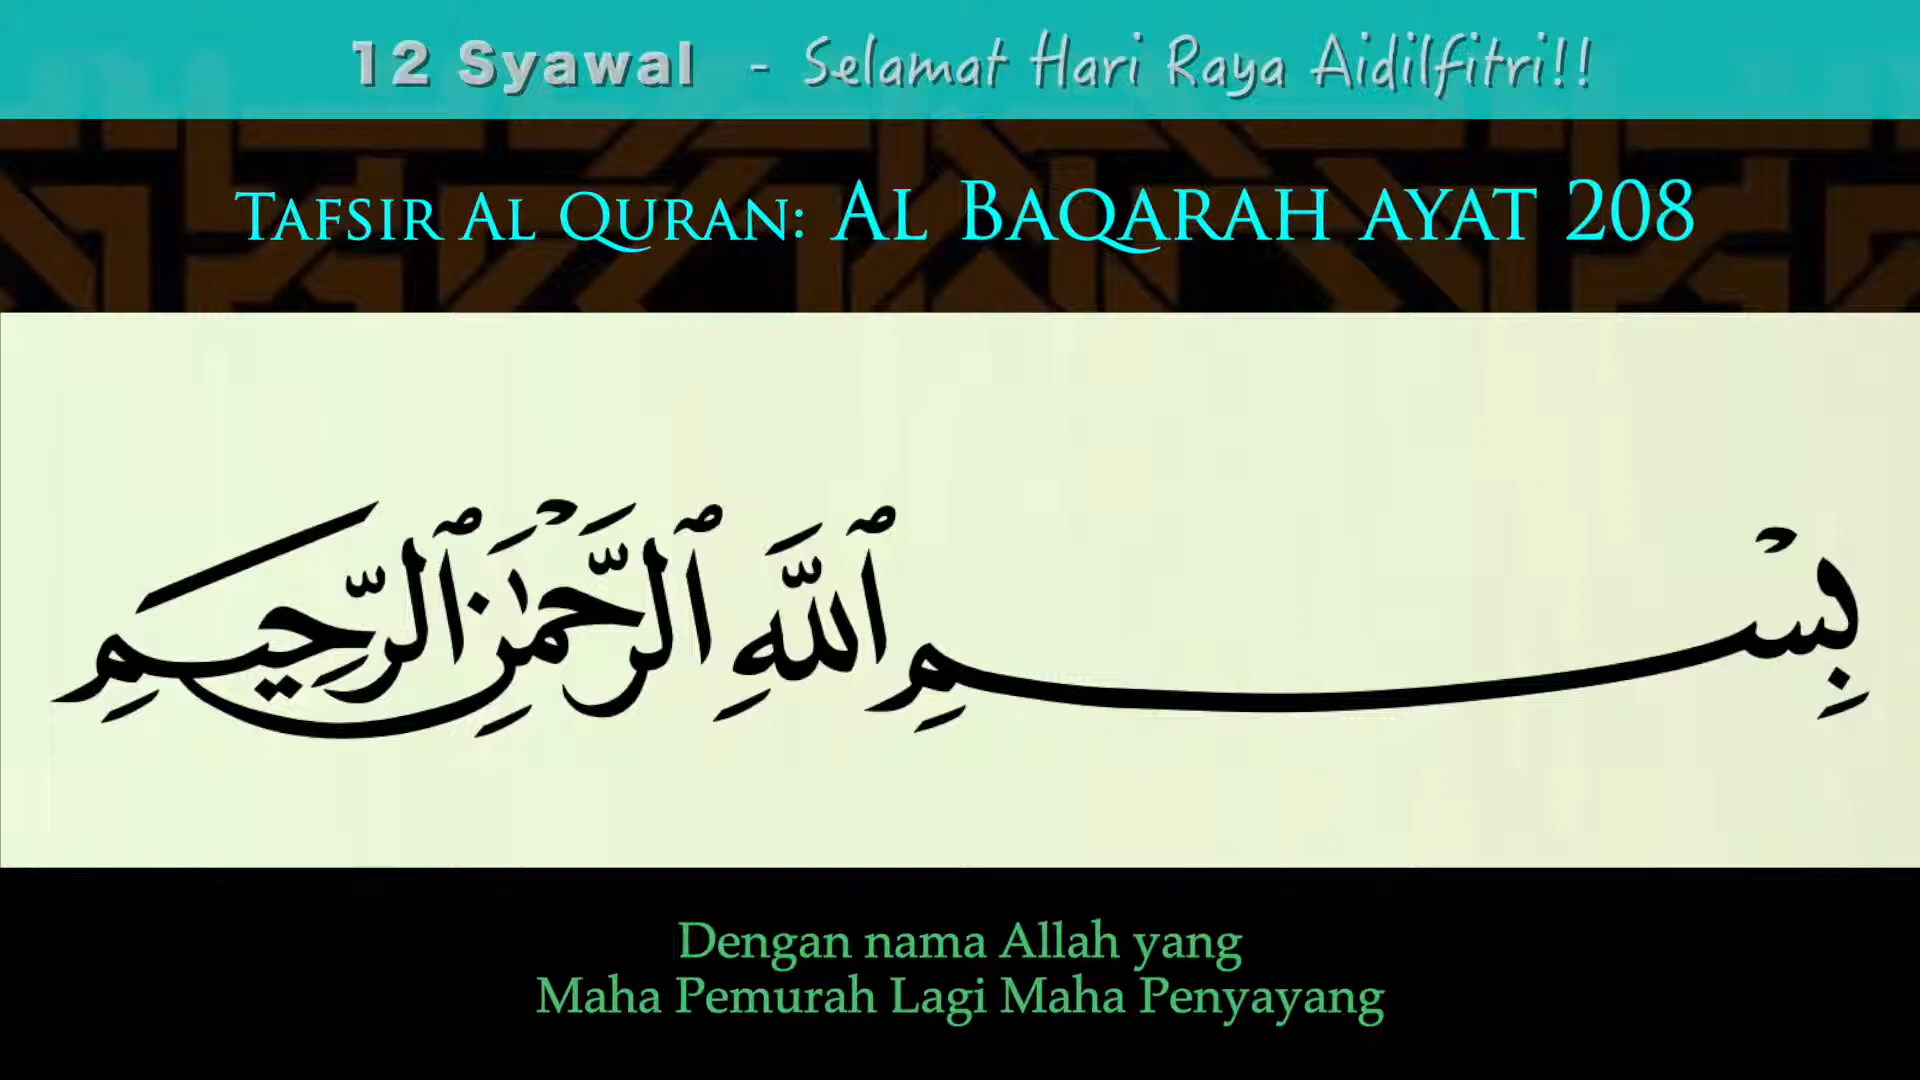 12 Syawal - Selamat Hari Raya Aidilfitri!!
Tafsir Al Quran: Al Baqarah ayat 208
بِسْمِ ٱللَّهِ ٱلرَّحْمَٰنِ ٱلرَّحِيمِ
Dengan nama Allah yang
Maha Pemurah Lagi Maha Penyayang